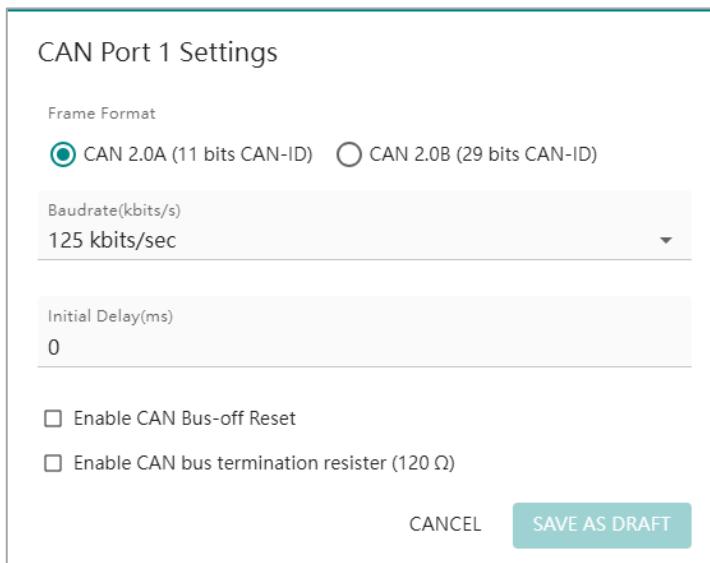 CAN Port 1 Settings
Frame Format
CAN 2.0A (11 bits CAN-ID) CAN 2.0B (29 bits CAN-ID)
Baudrate(kbits/s)
125 kbits/sec
Initial Delay(ms)
0
Enable CAN Bus-off Reset
Enable CAN bus termination resister (120 Ω)
CANCEL SAVE AS DRAFT